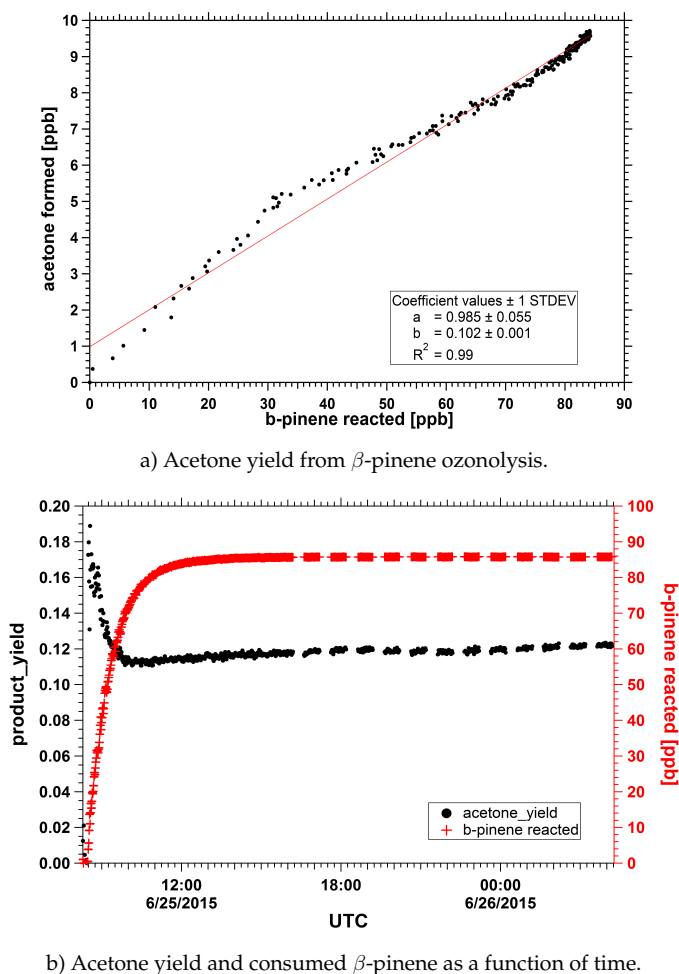 10
9
8
7
6
5
4
3
2
1
0
acetone formed [ppb]
Coefficient values ± 1 STDEV
a = 0.985 ± 0.055
b = 0.102 ± 0.001
R² = 0.99
0 10 20 30 40 50 60 70 80 90
b-pinene reacted [ppb]
a) Acetone yield from β-pinene ozonolysis.
0.20
0.18
0.16
0.14
0.12
0.10
0.08
0.06
0.04
0.02
0.00
product_yield
100
90
80
70
60
50
40
30
20
10
0
b-pinene reacted [ppb]
acetone_yield
b-pinene reacted
12:00 18:00 00:00
6/25/2015 6/26/2015
UTC
b) Acetone yield and consumed β-pinene as a function of time.